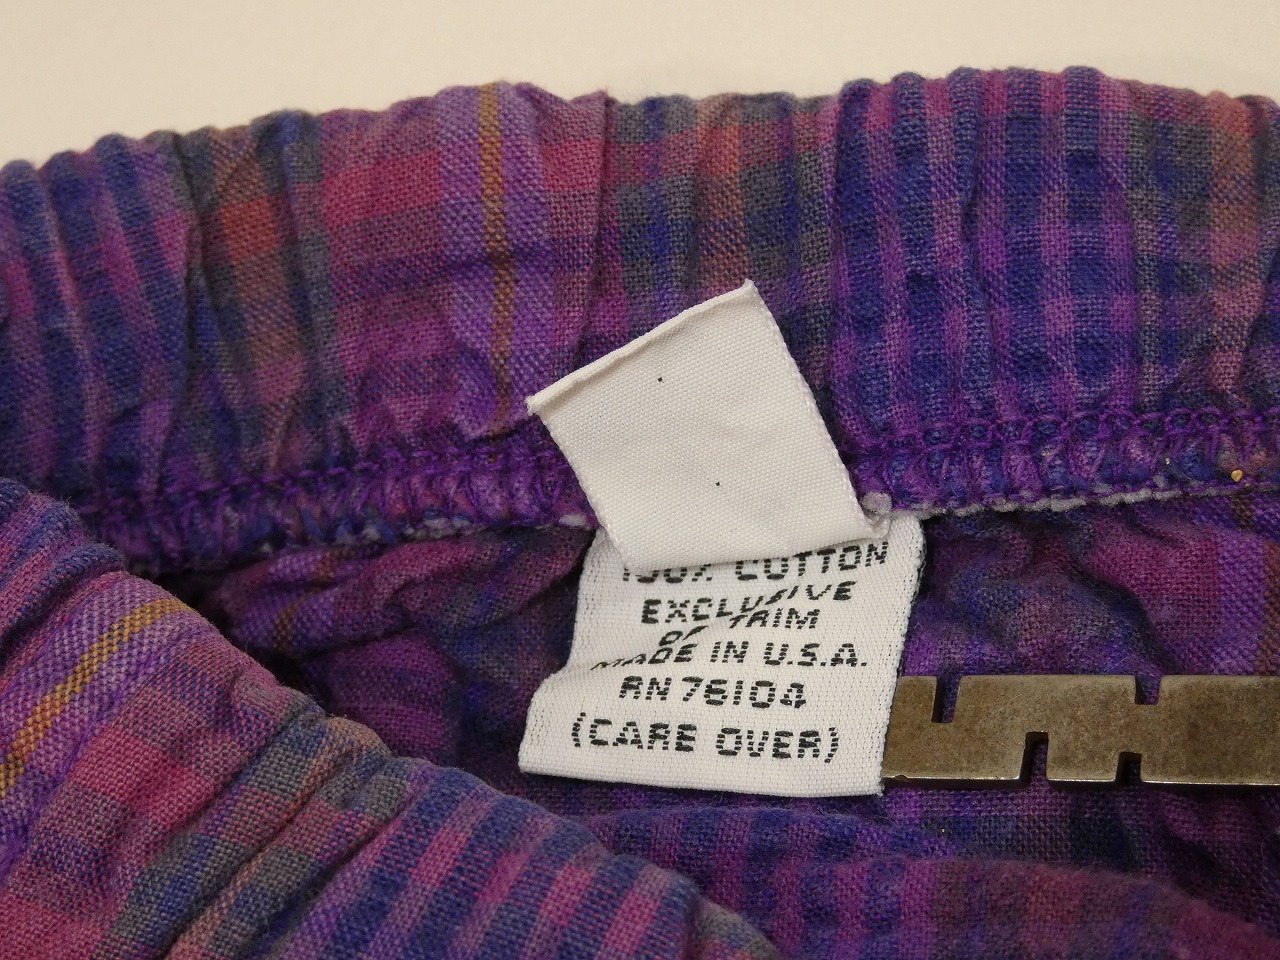 100% COTTON
EXCLUSIVE
OF TRIM
MADE IN U.S.A.
RN 76104
(CARE OVER)